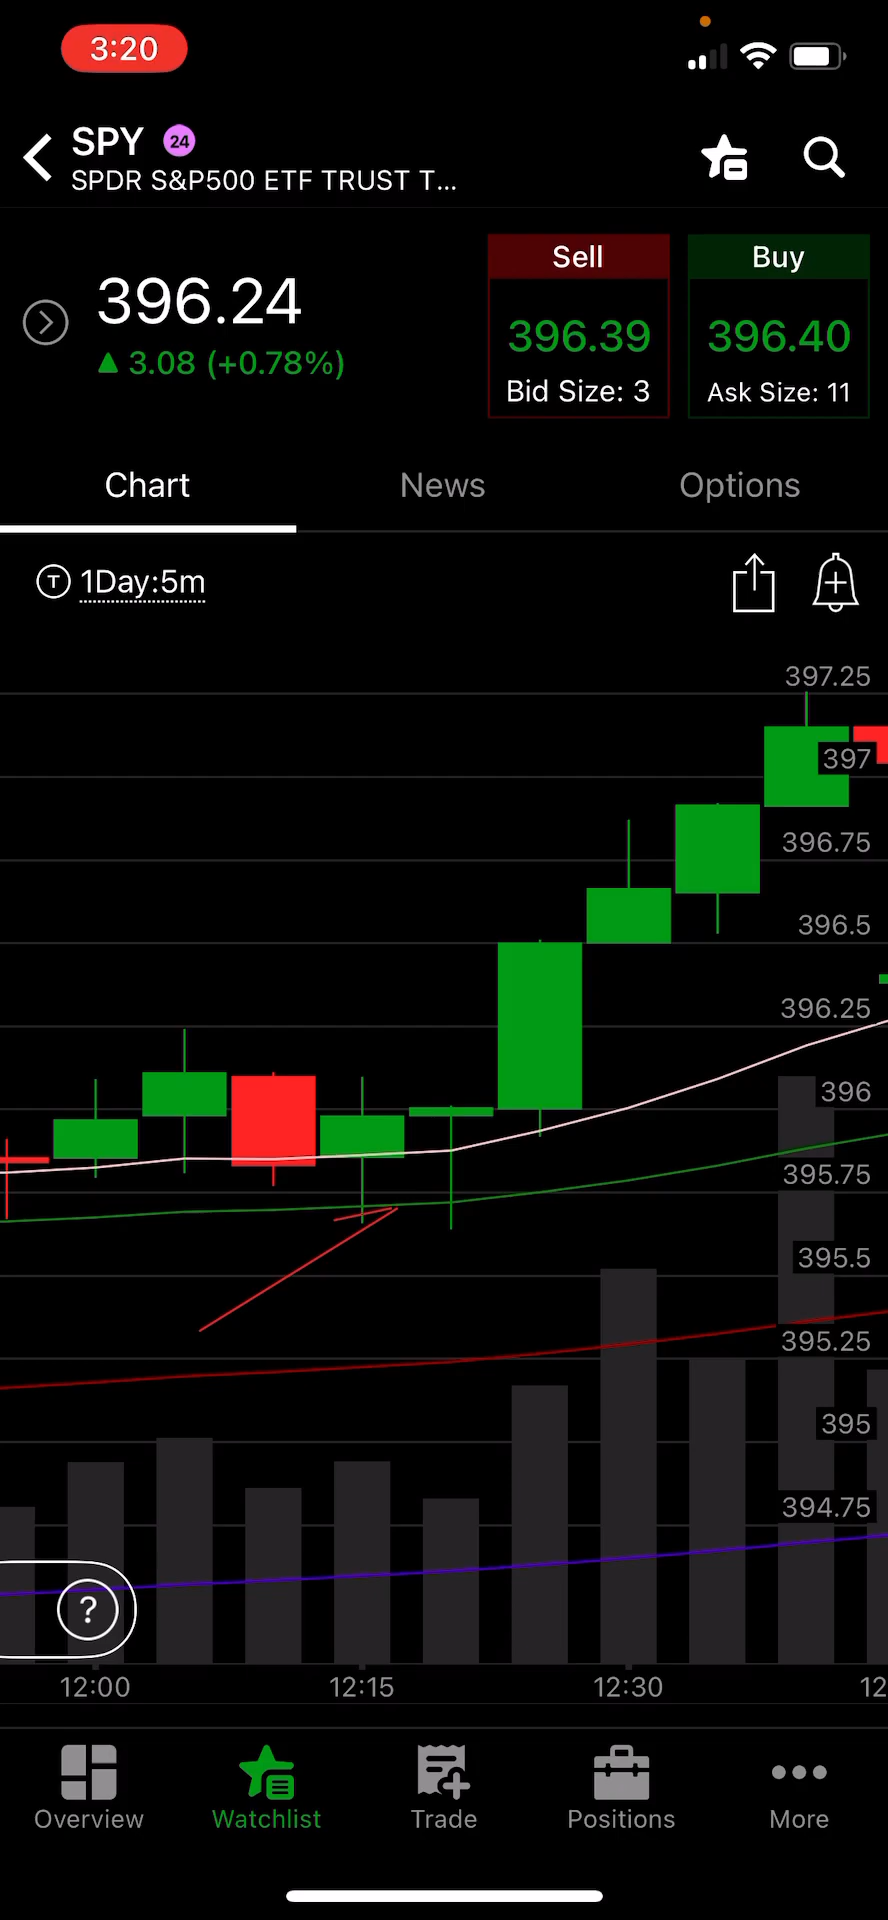 3:20
SPY 24
SPDR S&P500 ETF TRUST T...
396.24
3.08 (+0.78%)
Sell
396.39
Bid Size: 3
Buy
396.40
Ask Size: 11
Chart
News
Options
T 1Day:5m
397.25
397
396.75
396.5
396.25
396
395.75
395.5
395.25
395
394.75
?
12:00
12:15
12:30
12
Overview
Watchlist
Trade
Positions
More